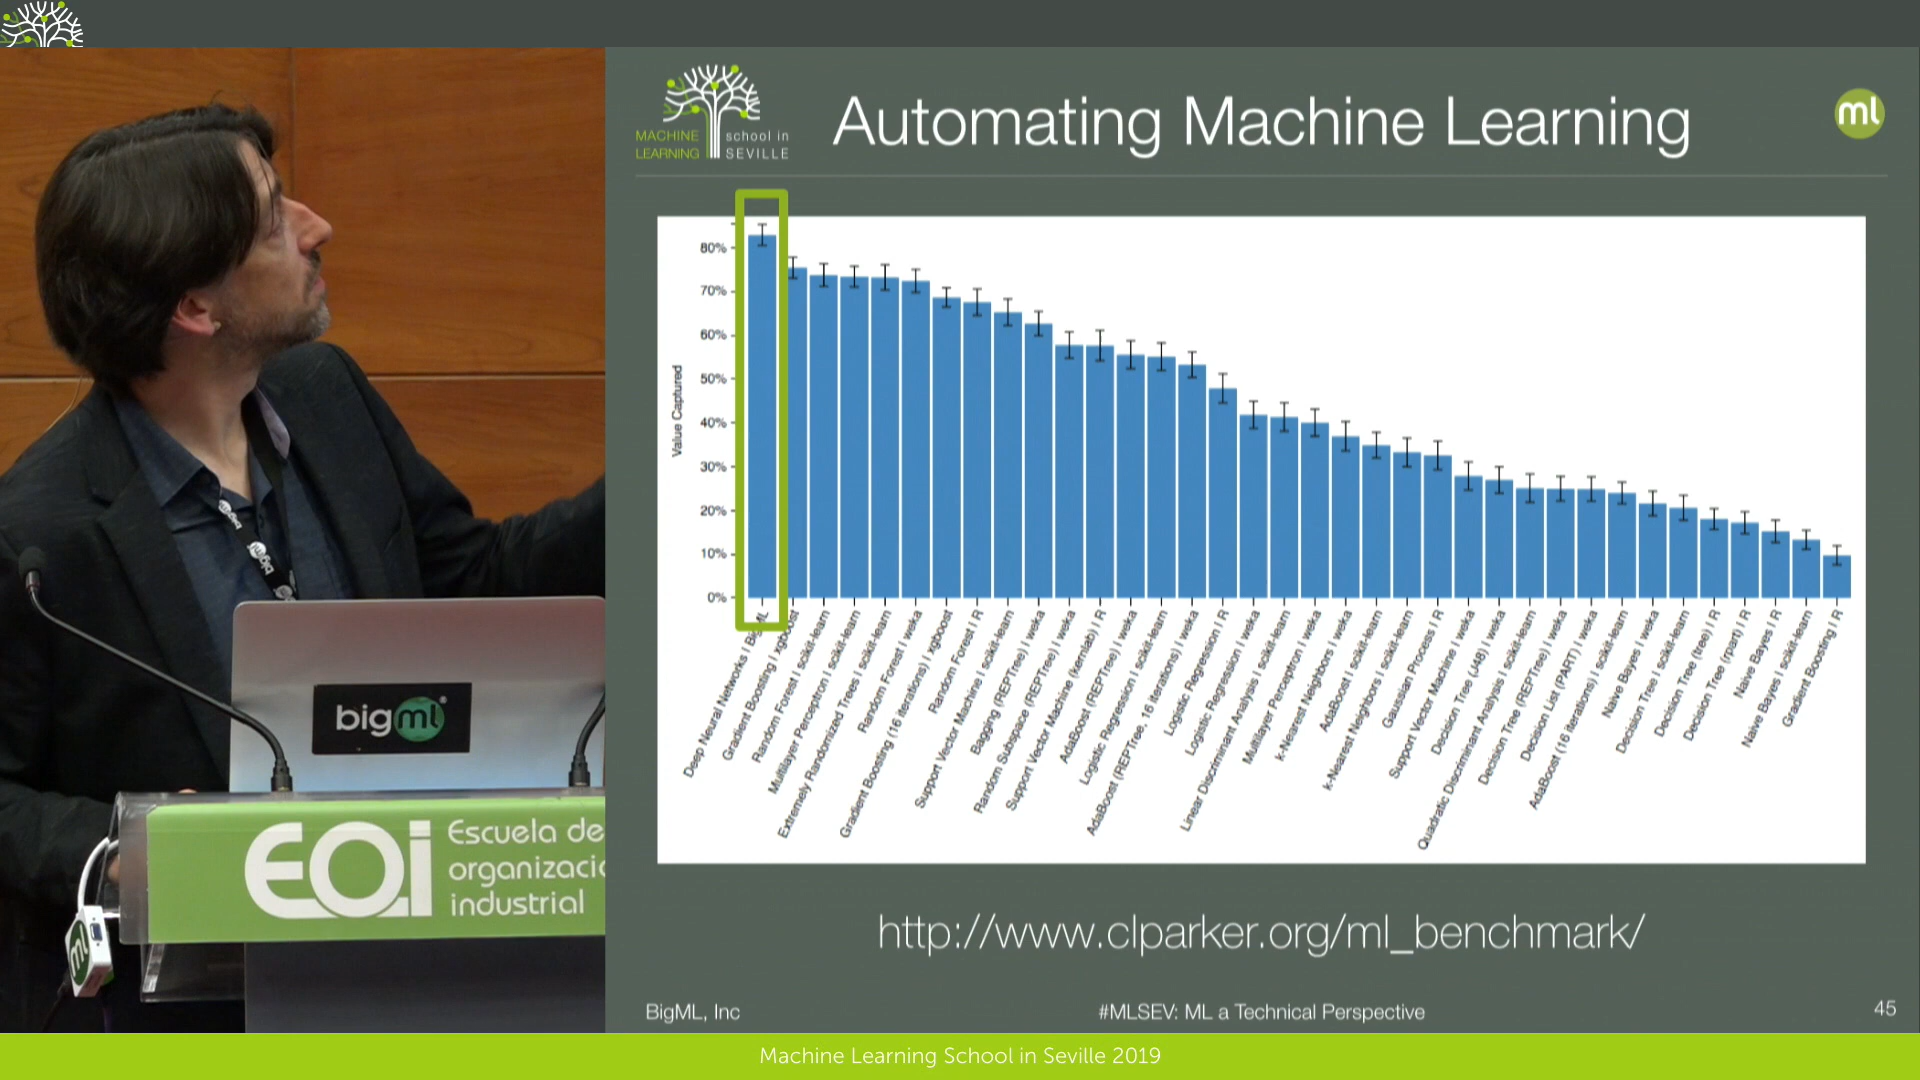 MACHINE
LEARNING
school in
SEVILLE
Automating Machine Learning
ml
Value Captured
80%
70%
60%
50%
40%
30%
20%
10%
0%
Deep Neural Networks | BigML
Gradient Boosting | xgboost
Random Forest | scikit-learn
Multilayer Perceptron | scikit-learn
Extremely Randomized Trees | scikit-learn
Random Forest | weka
Gradient Boosting (16 iterations) | xgboost
Random Forest | R
Support Vector Machine | scikit-learn
Bagging (REPTree) | weka
Random Subspace (REPTree) | weka
Support Vector Machine (kernlab) | R
AdaBoost (REPTree) | weka
Logistic Regression | scikit-learn
AdaBoost (REPTree, 16 iterations) | weka
Logistic Regression | R
Logistic Regression | weka
Linear Discriminant Analysis | scikit-learn
Multilayer Perceptron | weka
k-Nearest Neighbors | weka
AdaBoost | scikit-learn
k-Nearest Neighbors | scikit-learn
Gaussian Process | R
Support Vector Machine | weka
Decision Tree (J48) | weka
Quadratic Discriminant Analysis | scikit-learn
Decision Tree (REPTree) | weka
Decision List (PART) | weka
AdaBoost (16 iterations) | scikit-learn
Naive Bayes | weka
Decision Tree | scikit-learn
Decision Tree (tree) | R
Decision Tree (rpart) | R
Naive Bayes | R
Naive Bayes | scikit-learn
Gradient Boosting | R
http://www.clparker.org/ml_benchmark/
BigML, Inc
#MLSEV: ML a Technical Perspective
45
bigml
bigml
bigml®
EOi
Escuela de
organizació
industrial
ml
Machine Learning School in Seville 2019